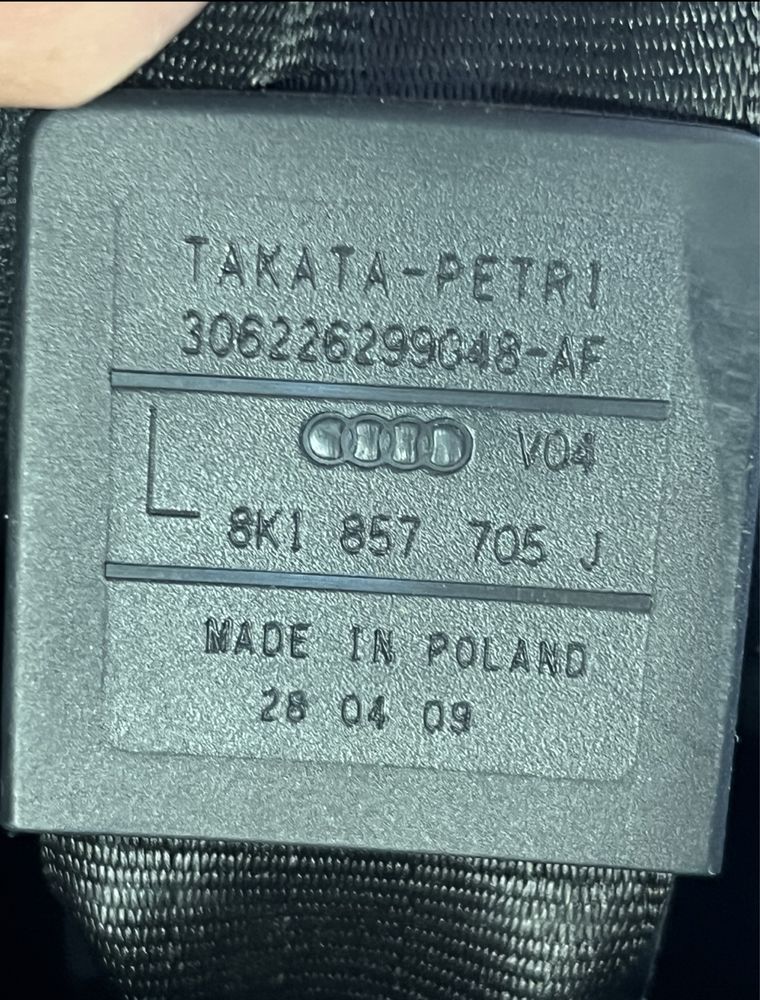 TAKATA-PETRI
306226299048-AF
V04
L 8K1 857 705 J
MADE IN POLAND
28 04 09